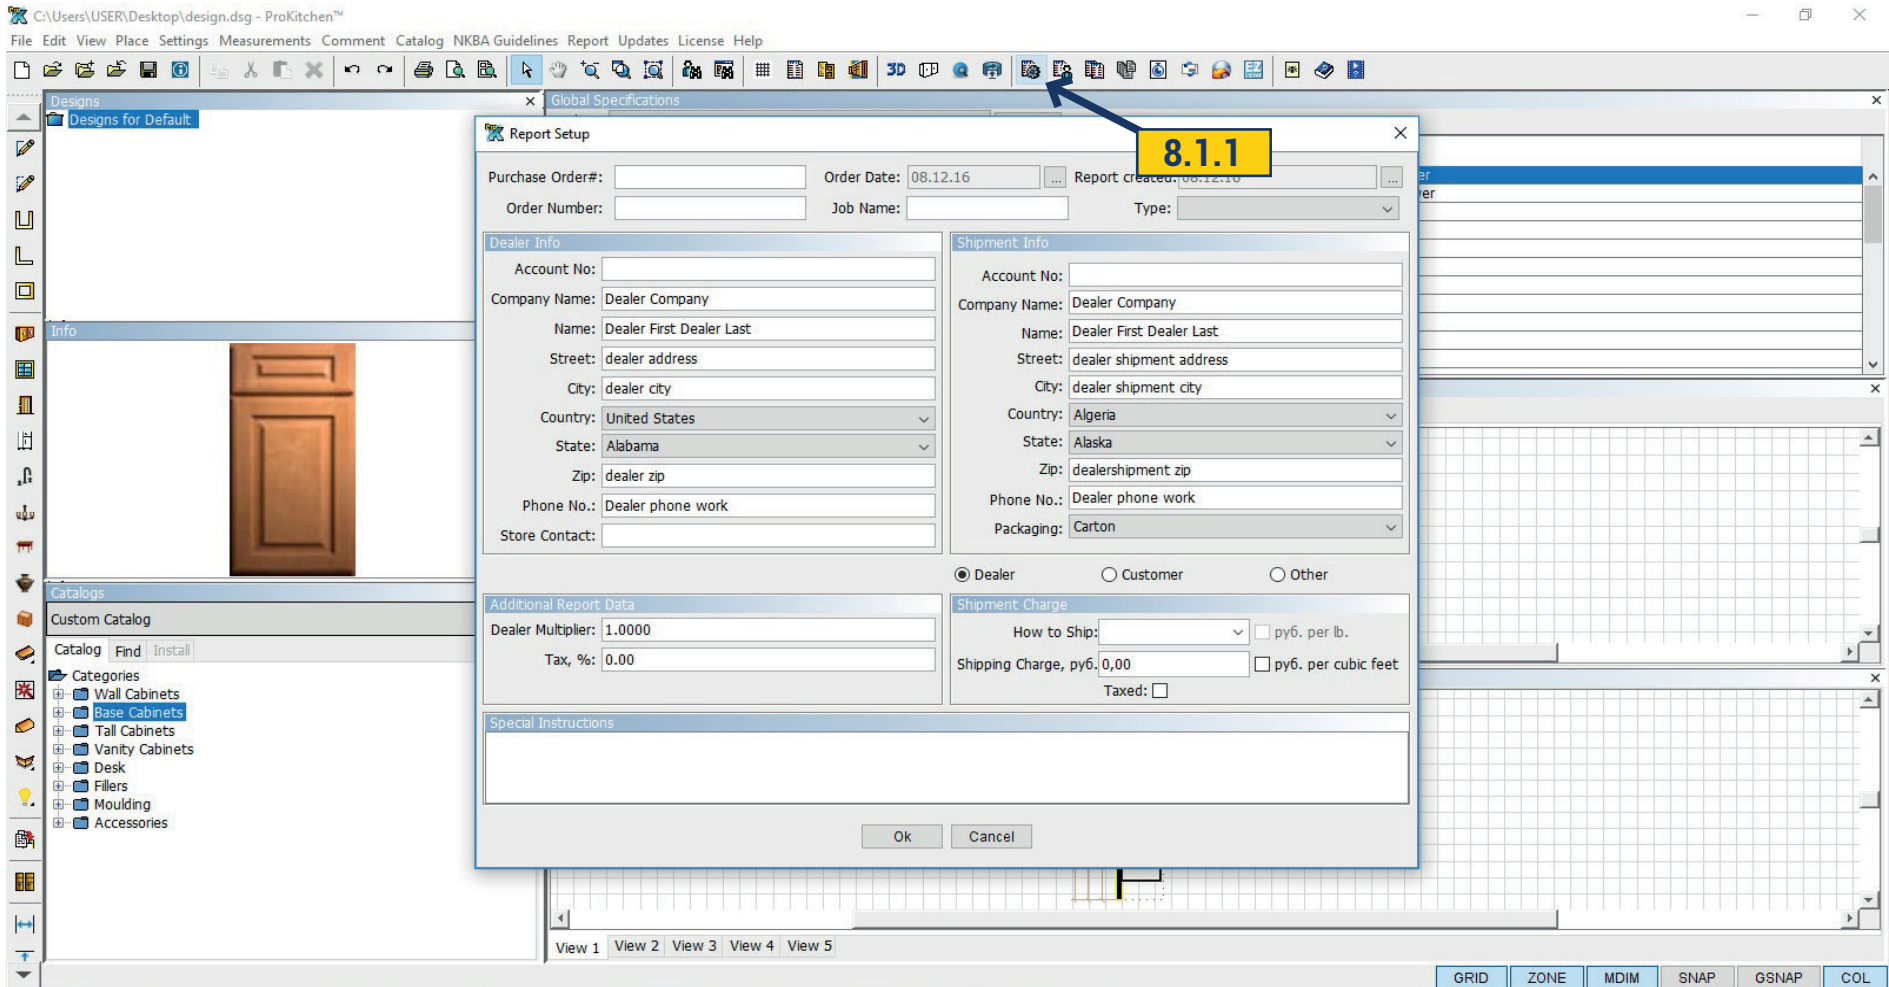 C:\Users\USER\Desktop\design.dsg - ProKitchen™
File Edit View Place Settings Measurements Comment Catalog NKBA Guidelines Report Updates License Help
3D EZ
Designs
Global Specifications
Designs for Default
8.1.1
Report Setup
Purchase Order#:
Order Date: 08.12.16 ...
Report created: 08.12.16 ...
Order Number:
Job Name:
Type:
Dealer Info
Account No:
Company Name: Dealer Company
Name: Dealer First Dealer Last
Street: dealer address
City: dealer city
Country: United States
State: Alabama
Zip: dealer zip
Phone No.: Dealer phone work
Store Contact:
Shipment Info
Account No:
Company Name: Dealer Company
Name: Dealer First Dealer Last
Street: dealer shipment address
City: dealer shipment city
Country: Algeria
State: Alaska
Zip: dealershipment zip
Phone No.: Dealer phone work
Packaging: Carton
Dealer Customer Other
Additional Report Data
Dealer Multiplier: 1.0000
Tax, %: 0.00
Shipment Charge
How to Ship: руб. per lb.
Shipping Charge, руб. 0,00 руб. per cubic feet
Taxed:
Special Instructions
Ok Cancel
Info
Catalogs
Custom Catalog
Catalog Find Install
Categories
Wall Cabinets
Base Cabinets
Tall Cabinets
Vanity Cabinets
Desk
Fillers
Moulding
Accessories
View 1 View 2 View 3 View 4 View 5
GRID ZONE MDIM SNAP GSNAP COL